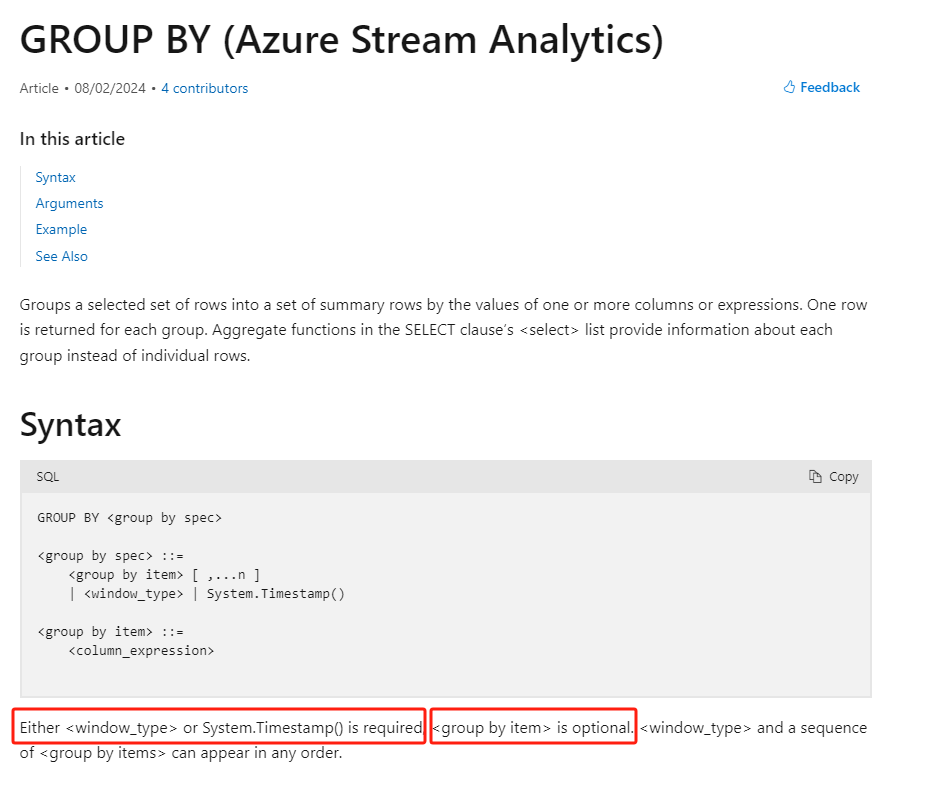 GROUP BY (Azure Stream Analytics)
Article • 08/02/2024 • 4 contributors
Feedback
In this article
Syntax
Arguments
Example
See Also
Groups a selected set of rows into a set of summary rows by the values of one or more columns or expressions. One row
is returned for each group. Aggregate functions in the SELECT clause's <select> list provide information about each
group instead of individual rows.
Syntax
SQL
Copy
GROUP BY <group by spec>
<group by spec> ::=
    <group by item> [ ,...n ]
    | <window_type> | System.Timestamp()
<group by item> ::=
    <column_expression>
Either <window_type> or System.Timestamp() is required, <group by item> is optional. <window_type> and a sequence
of <group by items> can appear in any order.